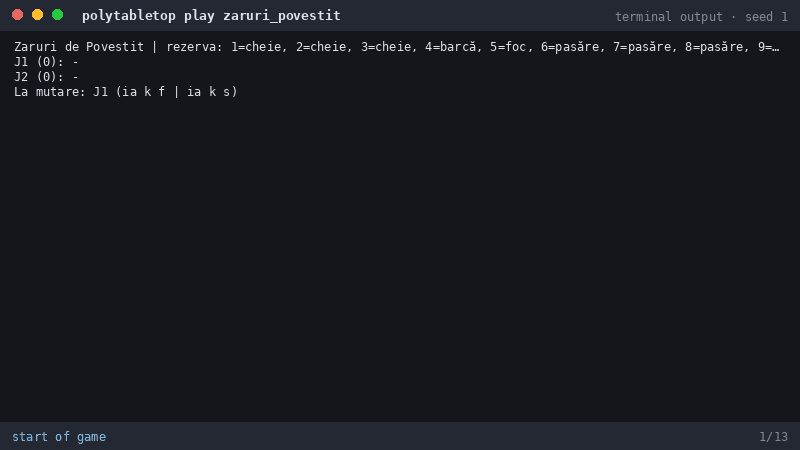 polytabletop play zaruri_povestit
terminal output · seed 1
Zaruri de Povestit | rezerva: 1=cheie, 2=cheie, 3=cheie, 4=barcă, 5=foc, 6=pasăre, 7=pasăre, 8=pasăre, 9=…
J1 (0): -
J2 (0): -
La mutare: J1 (ia k f | ia k s)
start of game
1/13